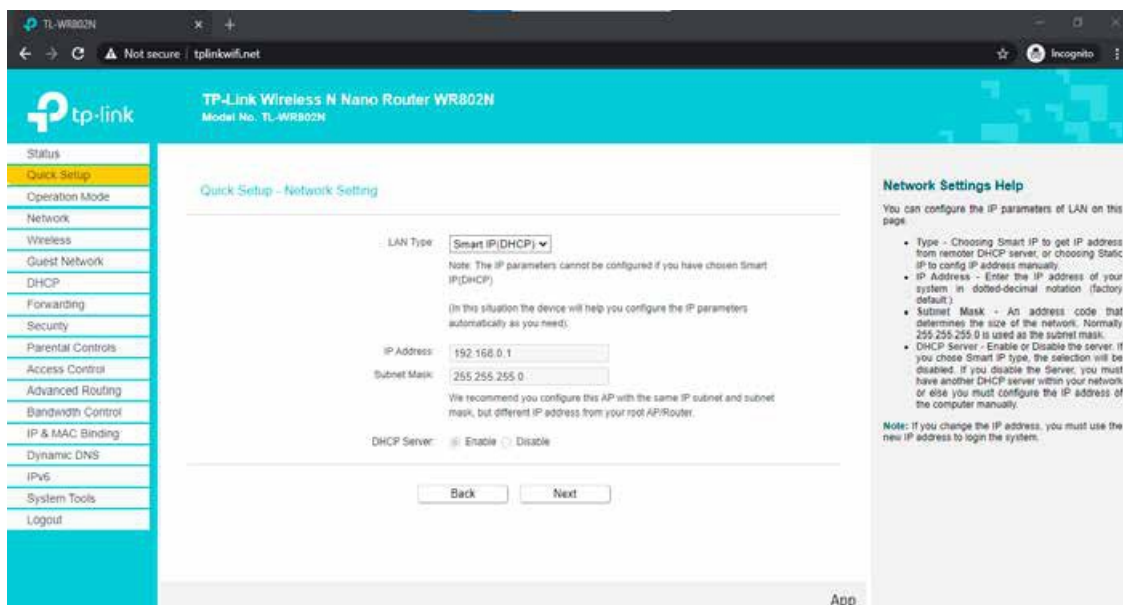 TL-WR802N
Not secure
tplinkwifi.net
Incognito
tp-link
TP-Link Wireless N Nano Router WR802N
Model No. TL-WR802N
Status
Quick Setup
Operation Mode
Network
Wireless
Guest Network
DHCP
Forwarding
Security
Parental Controls
Access Control
Advanced Routing
Bandwidth Control
IP & MAC Binding
Dynamic DNS
IPv6
System Tools
Logout
Quick Setup - Network Setting
LAN Type:
Smart IP(DHCP)
Note: The IP parameters cannot be configured if you have chosen Smart
IP(DHCP)
(In this situation the device will help you configure the IP parameters
automatically as you need).
IP Address:
192.168.0.1
Subnet Mask:
255.255.255.0
We recommend you configure this AP with the same IP subnet and subnet
mask, but different IP address from your root AP/Router.
DHCP Server:
Enable
Disable
Back
Next
Network Settings Help
You can configure the IP parameters of LAN on this
page.
• Type - Choosing Smart IP to get IP address
from remoter DHCP server, or choosing Static
IP to config IP address manually.
• IP Address - Enter the IP address of your
system in dotted-decimal notation (factory
default:).
• Subnet Mask - An address code that
determines the size of the network. Normally
255.255.255.0 is used as the subnet mask.
• DHCP Server - Enable or Disable the server. If
you chose Smart IP type, the selection will be
disabled. If you disable the Server, you must
have another DHCP server within your network
or else you must configure the IP address of
the computer manually.
Note: If you change the IP address, you must use the
new IP address to login the system.
App